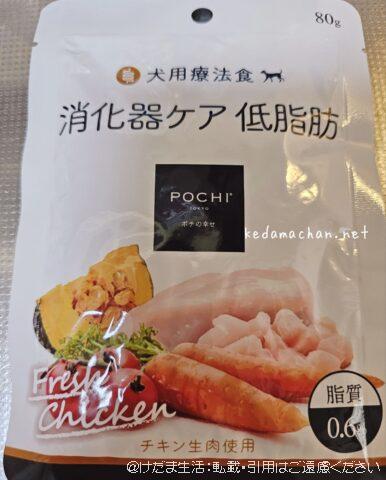 80g
犬用療法食
消化器ケア 低脂肪
POCHI®
TOKYO
ポチの幸せ
kedamachan.net
Fresh
Chicken
脂質
0.6
チキン生肉使用
@けだま生活:転載・引用はご遠慮ください